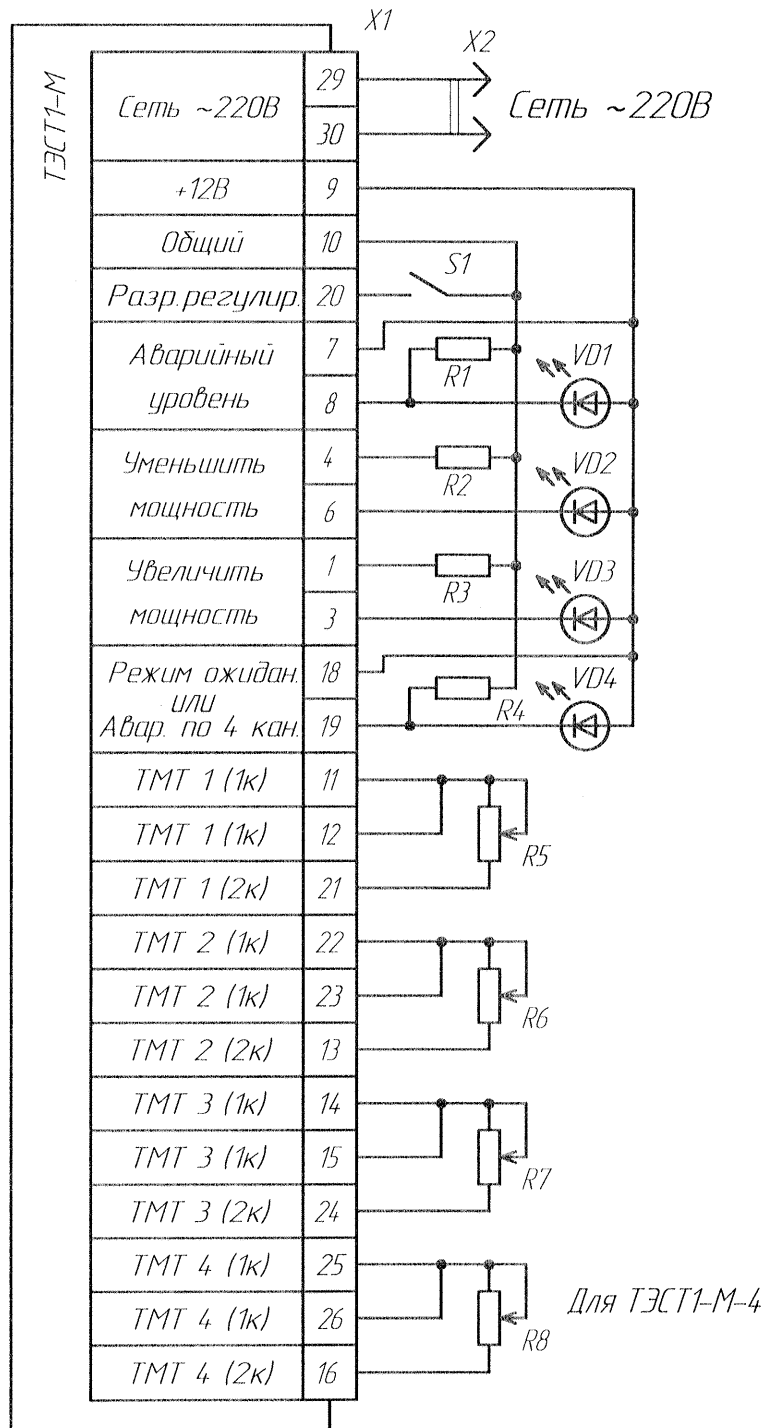 X1
X2
ТЭСТ1-М
Сеть ~220В
29
30
Сеть ~220В
+12В
9
Общий
10
Разр.регулир.
20
S1
Аварийный
уровень
7
8
R1
VD1
Уменьшить
мощность
4
6
R2
VD2
Увеличить
мощность
1
3
R3
VD3
Режим ожидан.
или
Авар. по 4 кан.
18
19
R4
VD4
ТМТ 1 (1к)
11
ТМТ 1 (1к)
12
ТМТ 1 (2к)
21
R5
ТМТ 2 (1к)
22
ТМТ 2 (1к)
23
ТМТ 2 (2к)
13
R6
ТМТ 3 (1к)
14
ТМТ 3 (1к)
15
ТМТ 3 (2к)
24
R7
ТМТ 4 (1к)
25
ТМТ 4 (1к)
26
ТМТ 4 (2к)
16
R8
Для ТЭСТ1-М-4